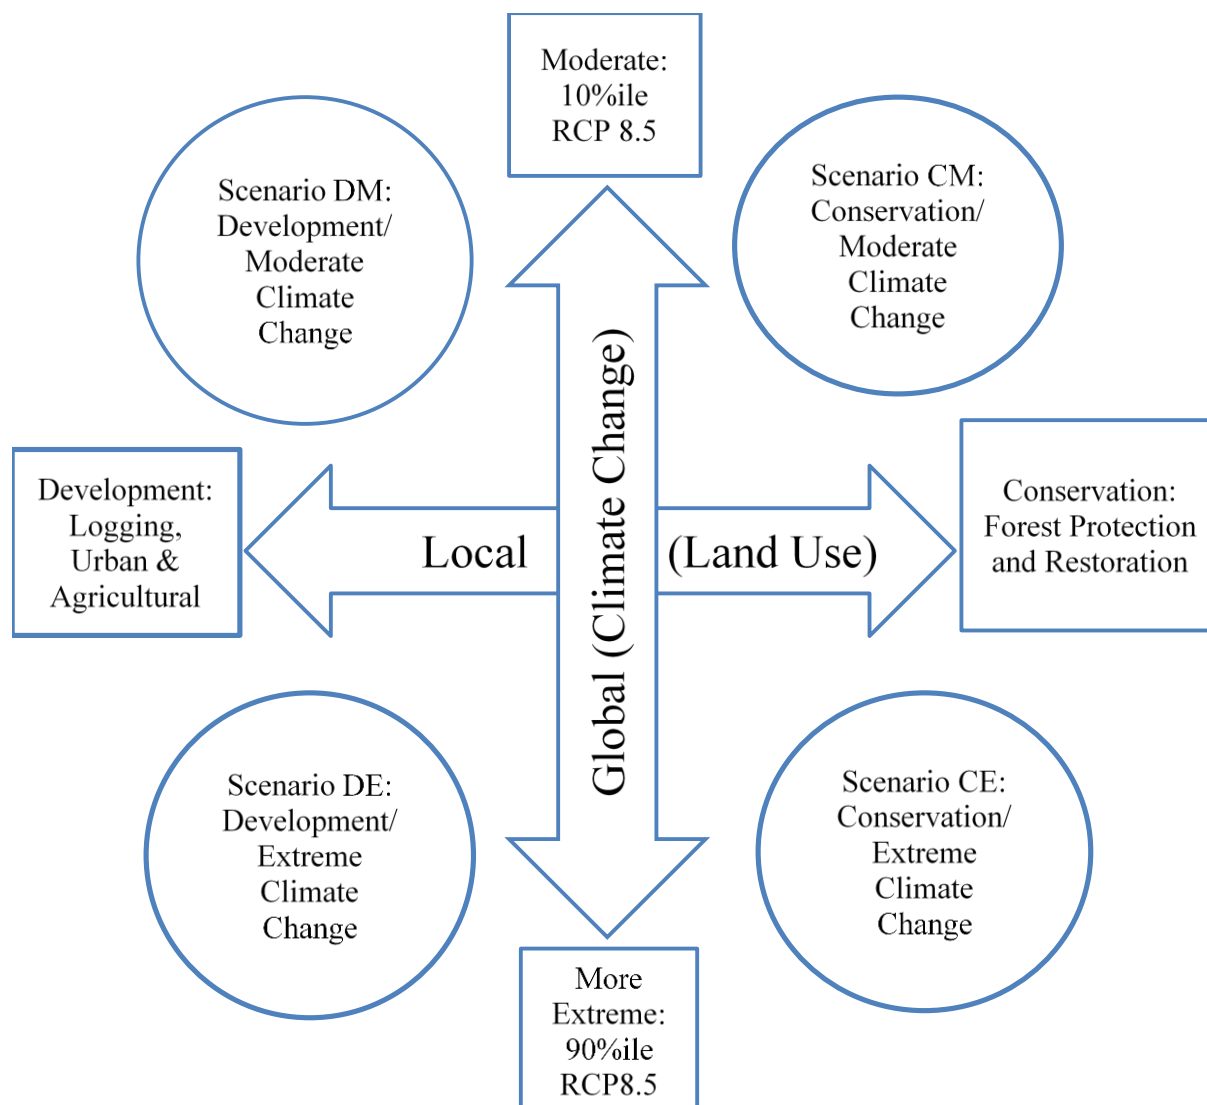 Moderate:
10%ile
RCP 8.5
Scenario DM:
Development/
Moderate
Climate
Change
Scenario CM:
Conservation/
Moderate
Climate
Change
Development:
Logging,
Urban &
Agricultural
Local (Land Use)
Global (Climate Change)
Conservation:
Forest Protection
and Restoration
Scenario DE:
Development/
Extreme
Climate
Change
Scenario CE:
Conservation/
Extreme
Climate
Change
More
Extreme:
90%ile
RCP8.5